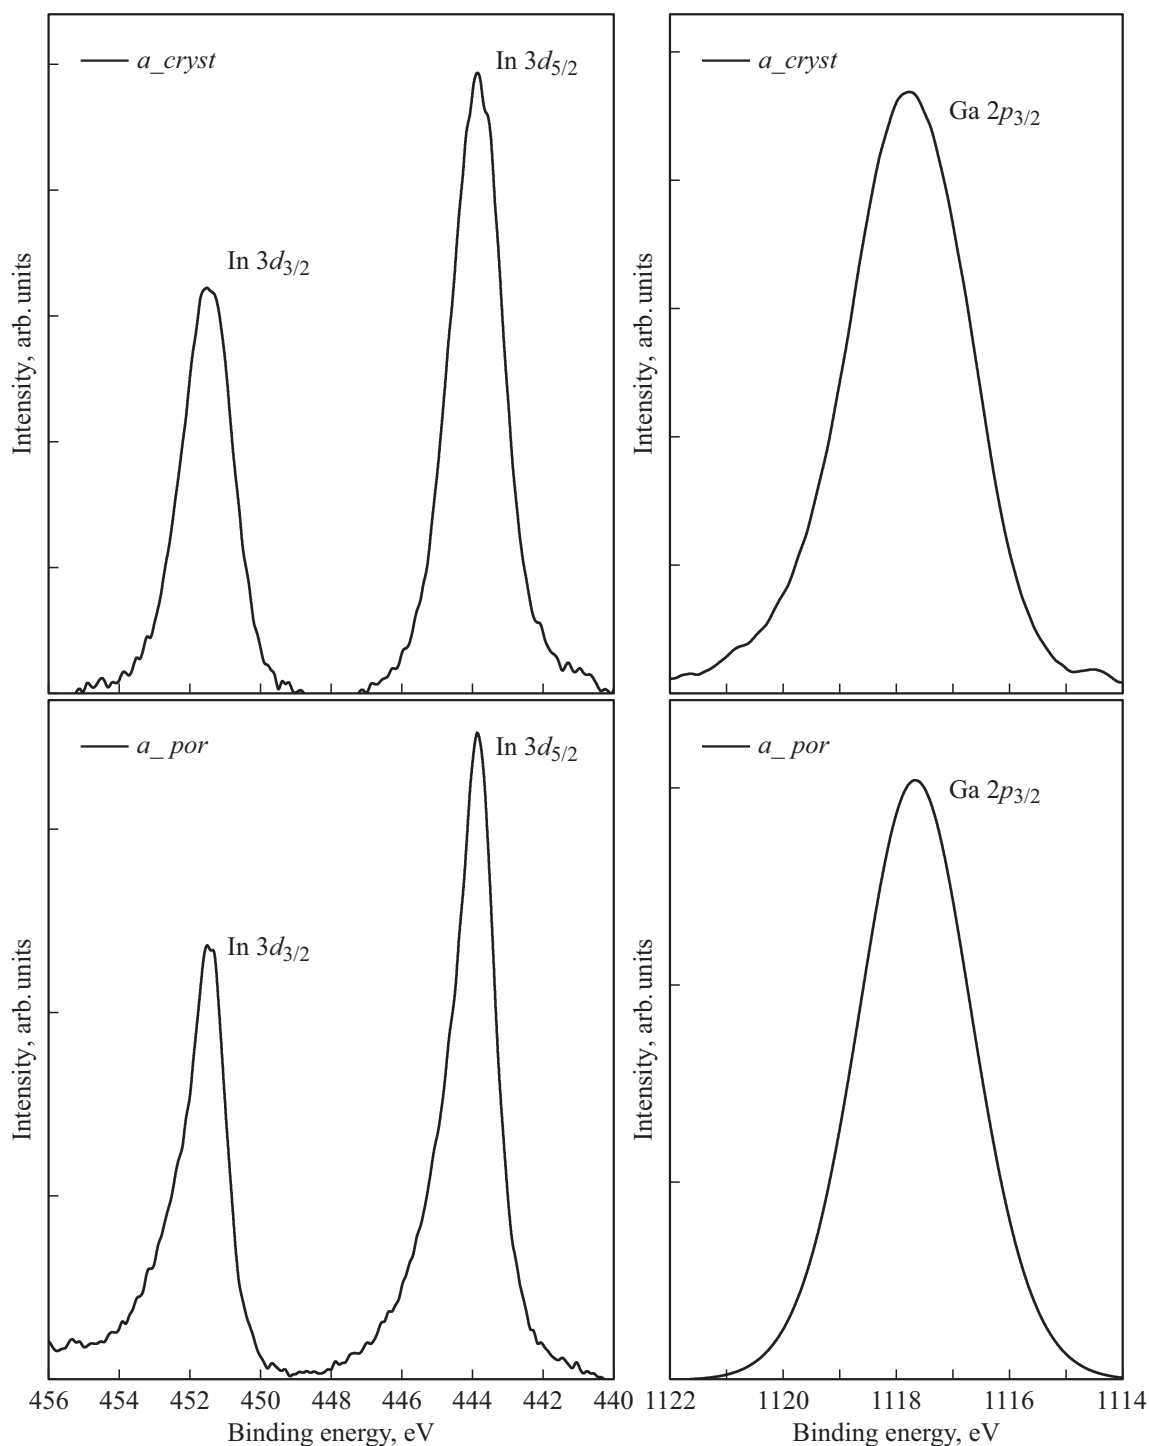 a_cryst
In 3d5/2
In 3d3/2
Intensity, arb. units
a_cryst
Ga 2p3/2
Intensity, arb. units
a_ por
In 3d5/2
In 3d3/2
Intensity, arb. units
456 454 452 450 448 446 444 442 440
Binding energy, eV
a_ por
Ga 2p3/2
Intensity, arb. units
1122 1120 1118 1116 1114
Binding energy, eV